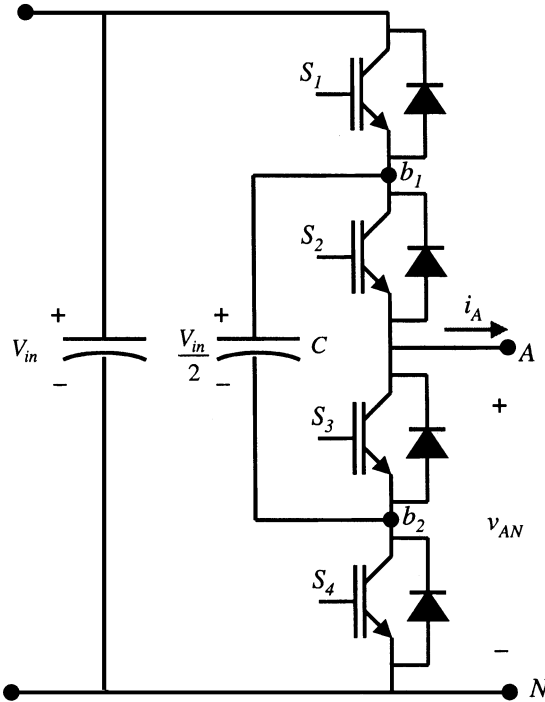 S1
b1
S2
+
Vin
−
+
Vin
2
−
C
iA
A
S3
+
b2
vAN
S4
−
N